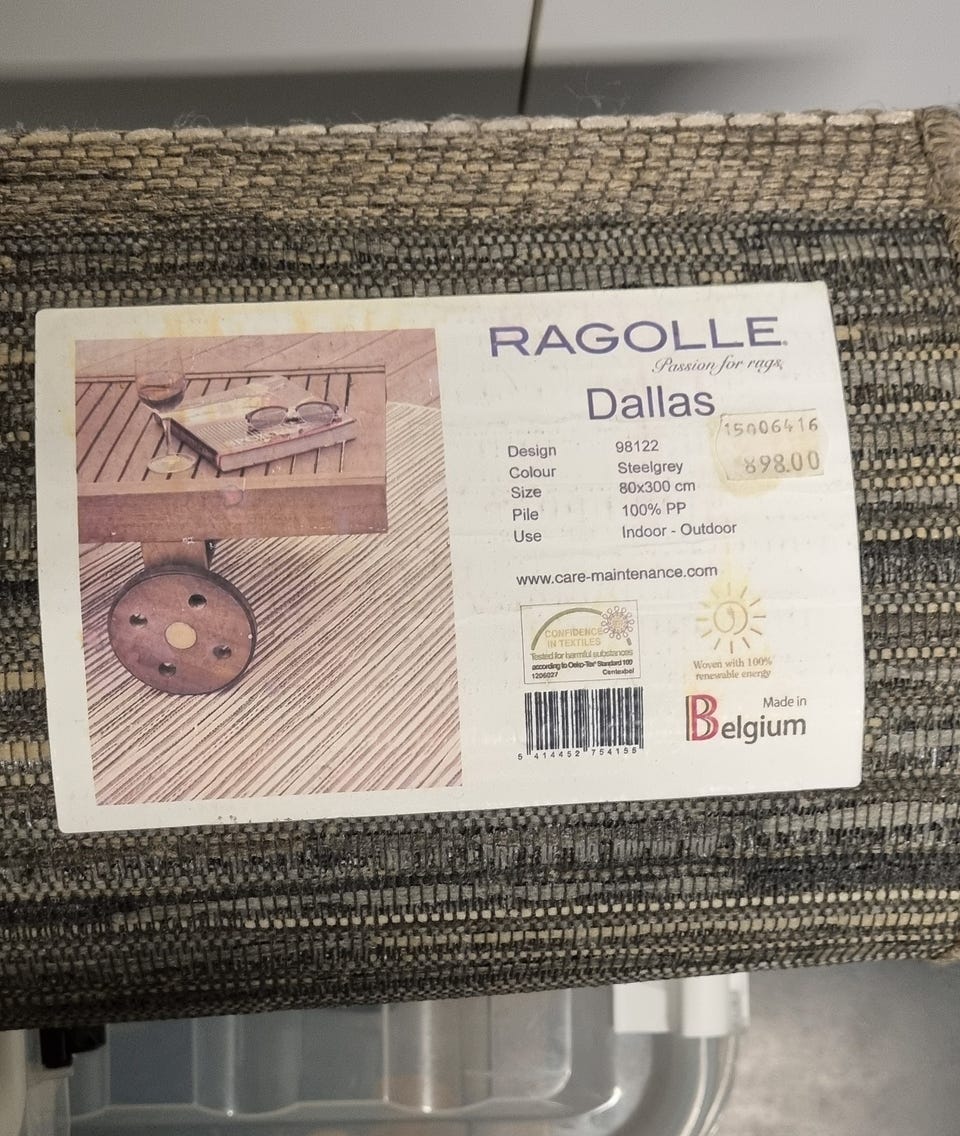 RAGOLLE.
Passion for rugs,
Dallas
15006416
898.00
Design 98122
Colour Steelgrey
Size 80x300 cm
Pile 100% PP
Use Indoor - Outdoor
www.care-maintenance.com
CONFIDENCE
IN TEXTILES
Tested for harmful substances
according to Oeko-Tex® Standard 100
1206027 Centexbel
Woven with 100%
renewable energy
5 414452 754155
Made in
Belgium